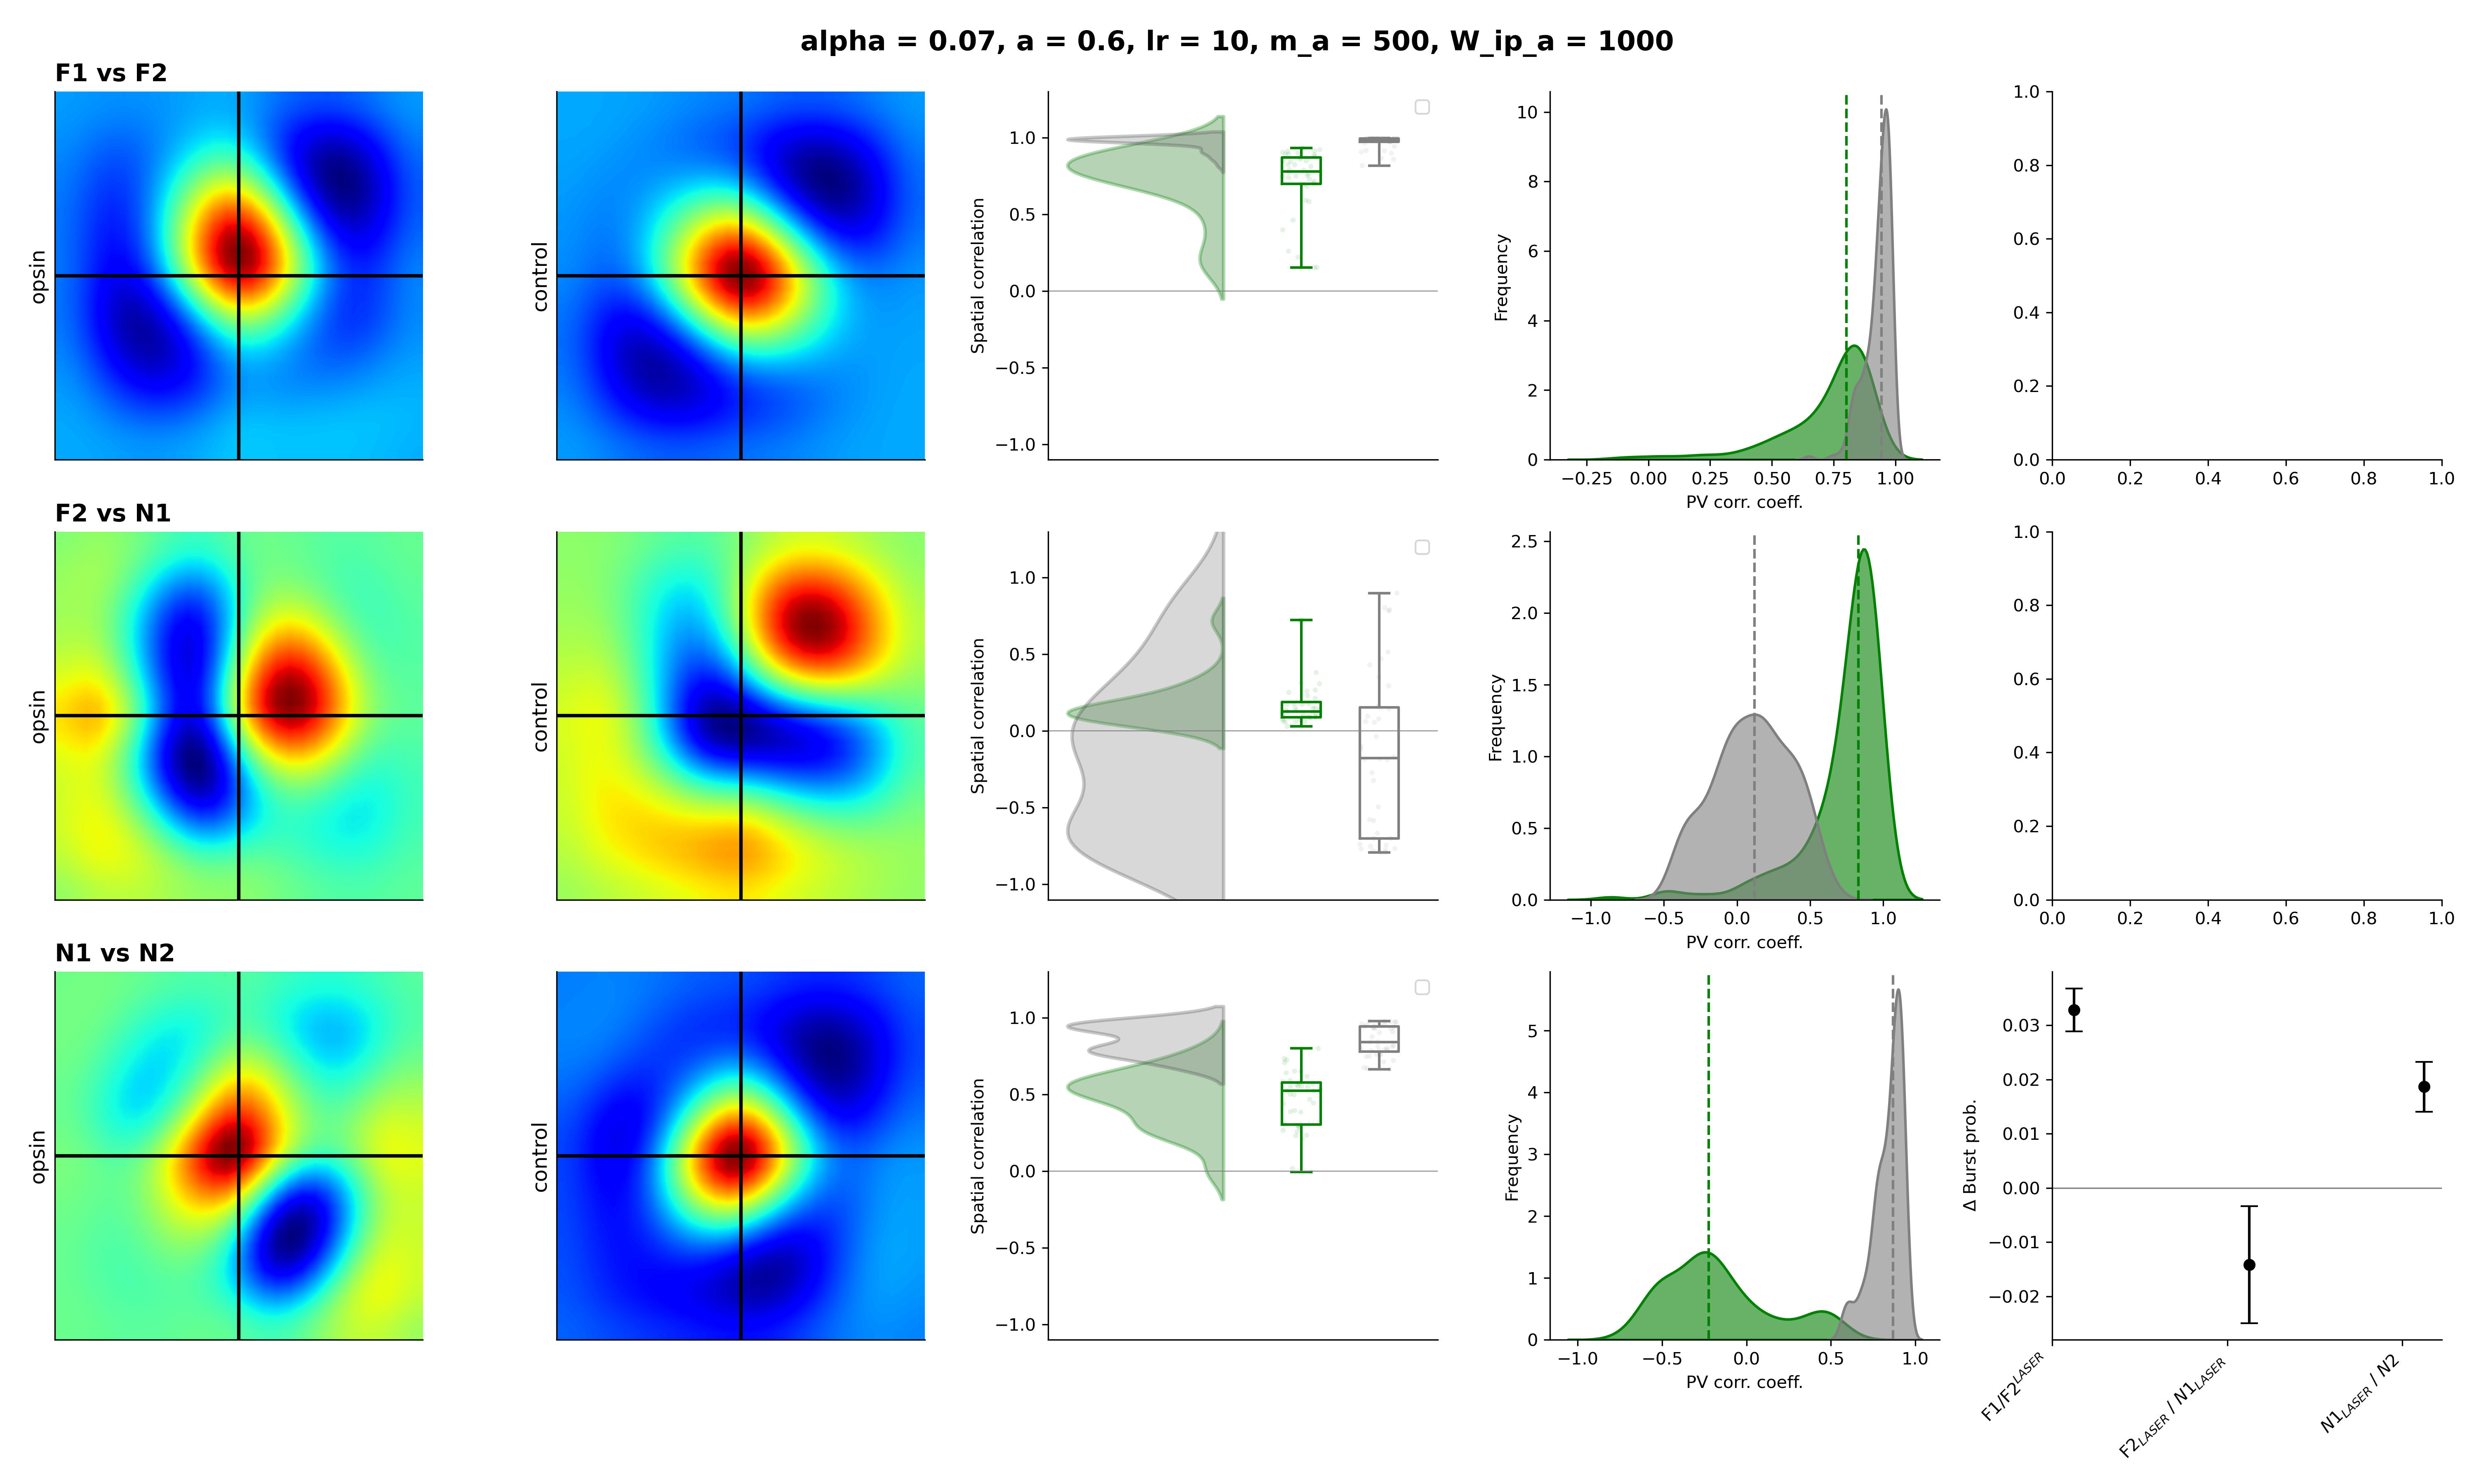 alpha = 0.07, a = 0.6, lr = 10, m_a = 500, W_ip_a = 1000
F1 vs F2
opsin
control
Spatial correlation
1.0
0.5
0.0
−0.5
−1.0
Frequency
10
8
6
4
2
0
−0.25 0.00 0.25 0.50 0.75 1.00
PV corr. coeff.
1.0
0.8
0.6
0.4
0.2
0.0
0.0 0.2 0.4 0.6 0.8 1.0
F2 vs N1
opsin
control
Spatial correlation
1.0
0.5
0.0
−0.5
−1.0
Frequency
2.5
2.0
1.5
1.0
0.5
0.0
−1.0 −0.5 0.0 0.5 1.0
PV corr. coeff.
1.0
0.8
0.6
0.4
0.2
0.0
0.0 0.2 0.4 0.6 0.8 1.0
N1 vs N2
opsin
control
Spatial correlation
1.0
0.5
0.0
−0.5
−1.0
Frequency
5
4
3
2
1
0
−1.0 −0.5 0.0 0.5 1.0
PV corr. coeff.
Δ Burst prob.
0.03
0.02
0.01
0.00
−0.01
−0.02
F1/F2^LASER
F2_LASER / N1_LASER
N1_LASER / N2